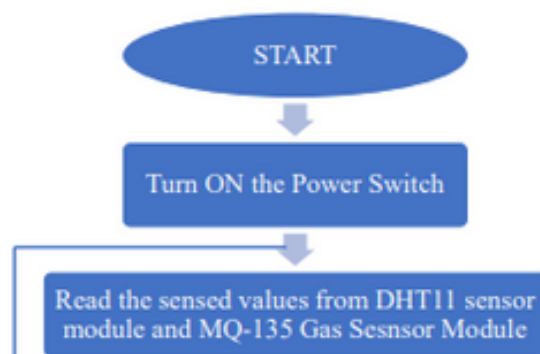 START
Turn ON the Power Switch
Read the sensed values from DHT11 sensor
module and MQ-135 Gas Sesnsor Module